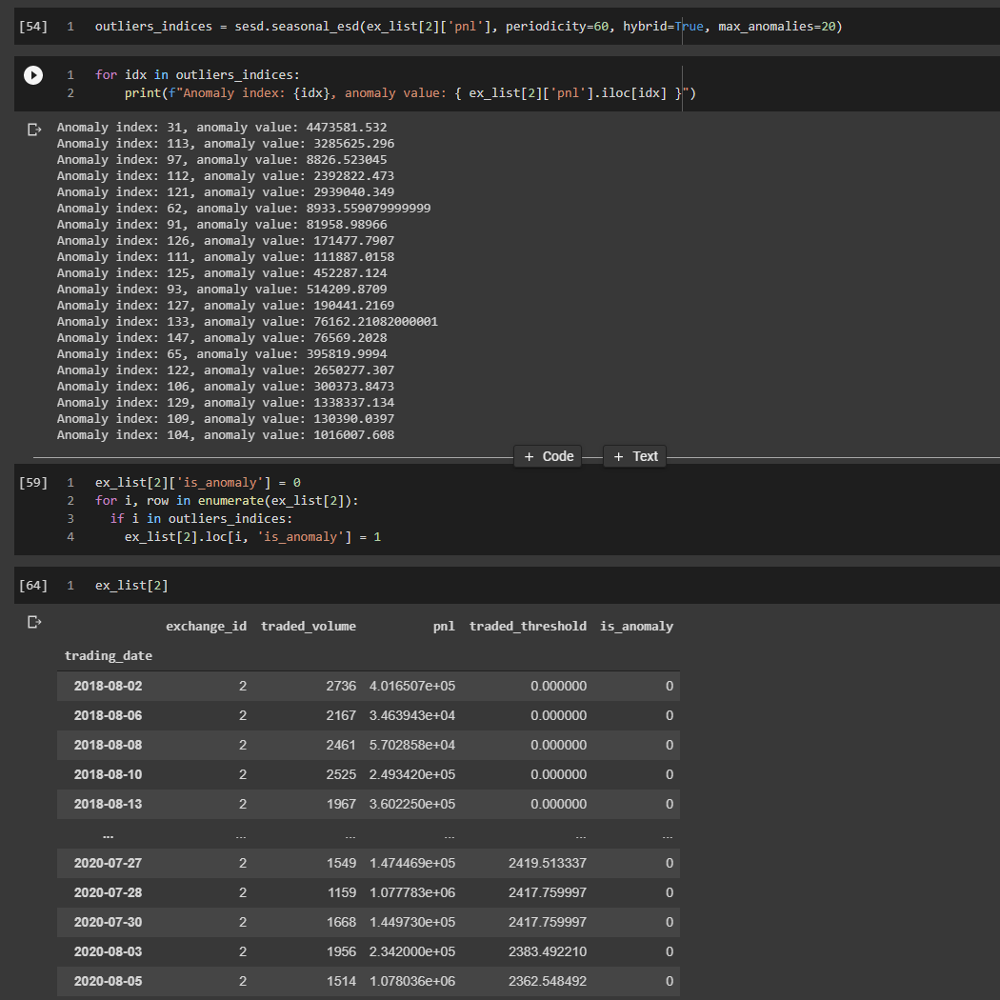 [54] 1 outliers_indices = sesd.seasonal_esd(ex_list[2]['pnl'], periodicity=60, hybrid=True, max_anomalies=20)
1 for idx in outliers_indices:
2 print(f"Anomaly index: {idx}, anomaly value: { ex_list[2]['pnl'].iloc[idx] }")
Anomaly index: 31, anomaly value: 4473581.532
Anomaly index: 113, anomaly value: 3285625.296
Anomaly index: 97, anomaly value: 8826.523045
Anomaly index: 112, anomaly value: 2392822.473
Anomaly index: 121, anomaly value: 2939040.349
Anomaly index: 62, anomaly value: 8933.559079999999
Anomaly index: 91, anomaly value: 81958.98966
Anomaly index: 126, anomaly value: 171477.7907
Anomaly index: 111, anomaly value: 111887.0158
Anomaly index: 125, anomaly value: 452287.124
Anomaly index: 93, anomaly value: 514209.8709
Anomaly index: 127, anomaly value: 190441.2169
Anomaly index: 133, anomaly value: 76162.21082000001
Anomaly index: 147, anomaly value: 76569.2028
Anomaly index: 65, anomaly value: 395819.9994
Anomaly index: 122, anomaly value: 2650277.307
Anomaly index: 106, anomaly value: 300373.8473
Anomaly index: 129, anomaly value: 1338337.134
Anomaly index: 109, anomaly value: 130390.0397
Anomaly index: 104, anomaly value: 1016007.608
+ Code + Text
[59] 1 ex_list[2]['is_anomaly'] = 0
2 for i, row in enumerate(ex_list[2]):
3 if i in outliers_indices:
4 ex_list[2].loc[i, 'is_anomaly'] = 1
[64] 1 ex_list[2]
exchange_id traded_volume pnl traded_threshold is_anomaly
trading_date
2018-08-02 2 2736 4.016507e+05 0.000000 0
2018-08-06 2 2167 3.463943e+04 0.000000 0
2018-08-08 2 2461 5.702858e+04 0.000000 0
2018-08-10 2 2525 2.493420e+05 0.000000 0
2018-08-13 2 1967 3.602250e+05 0.000000 0
... ... ... ... ... ...
2020-07-27 2 1549 1.474469e+05 2419.513337 0
2020-07-28 2 1159 1.077783e+06 2417.759997 0
2020-07-30 2 1668 1.449730e+05 2417.759997 0
2020-08-03 2 1956 2.342000e+05 2383.492210 0
2020-08-05 2 1514 1.078036e+06 2362.548492 0